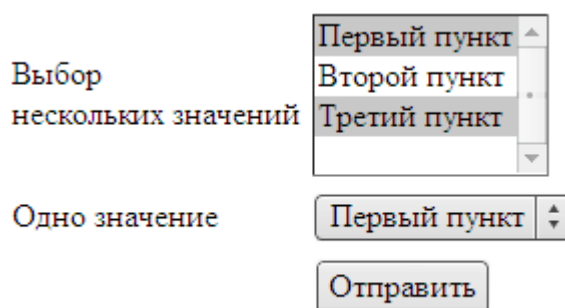 Выбор
нескольких значений
Первый пункт
Второй пункт
Третий пункт
Одно значение
Первый пункт
Отправить